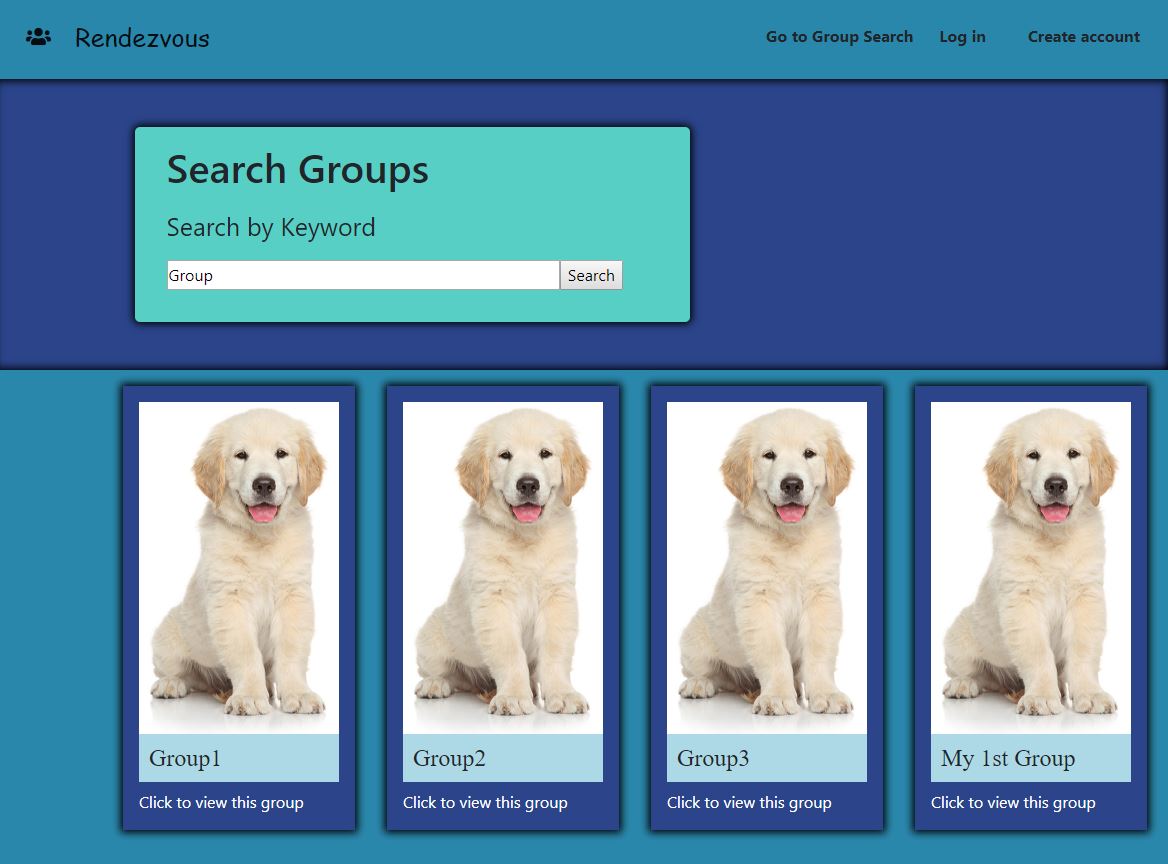 Rendezvous
Go to Group Search Log in Create account
Search Groups
Search by Keyword
Group Search
Group1 Group2 Group3 My 1st Group
Click to view this group Click to view this group Click to view this group Click to view this group